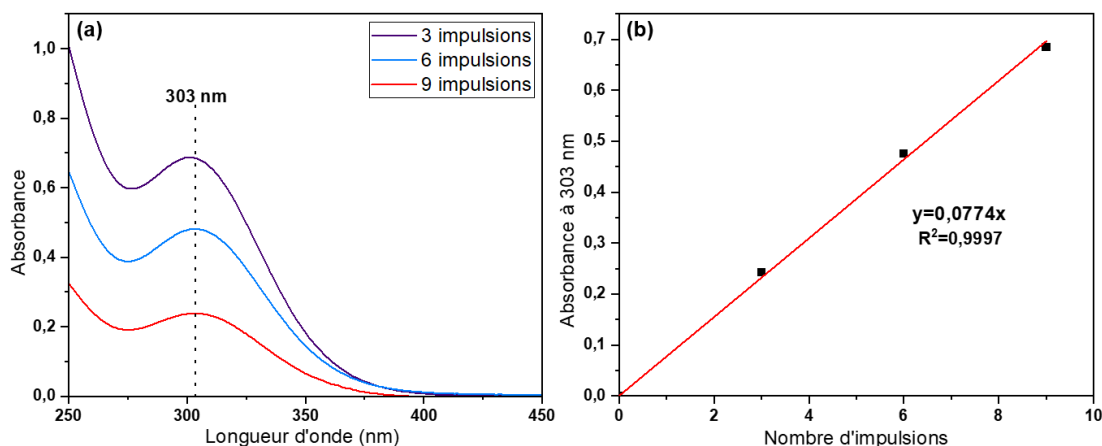 (a)
3 impulsions
6 impulsions
9 impulsions
303 nm
1,0
0,8
0,6
0,4
0,2
0,0
250 300 350 400 450
Absorbance
Longueur d'onde (nm)
(b)
0,7
0,6
0,5
0,4
0,3
0,2
0,1
0,0
0 2 4 6 8 10
y=0,0774x
R²=0,9997
Absorbance à 303 nm
Nombre d'impulsions